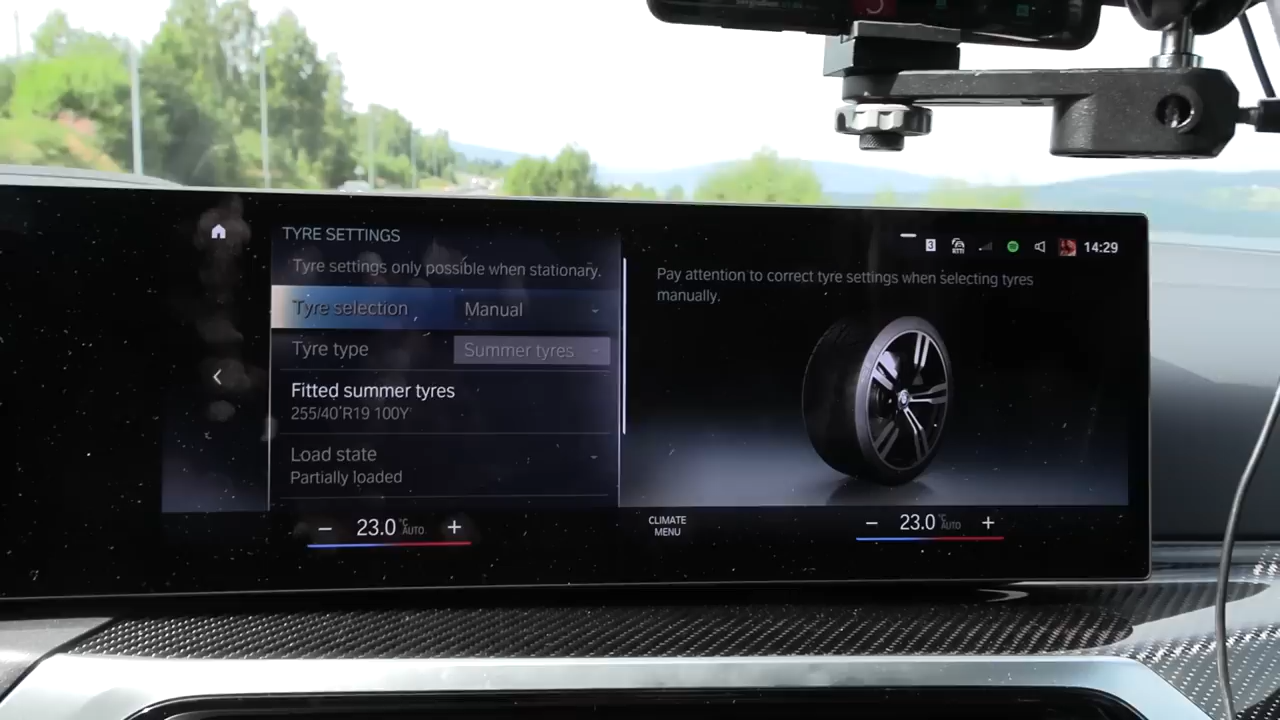 TYRE SETTINGS
Tyre settings only possible when stationary.
Tyre selection Manual
Tyre type Summer tyres
Fitted summer tyres
255/40 R19 100Y
Load state
Partially loaded
3 RTTI 14:29
Pay attention to correct tyre settings when selecting tyres
manually.
- 23.0 °C AUTO +
CLIMATE
MENU
- 23.0 °C AUTO +